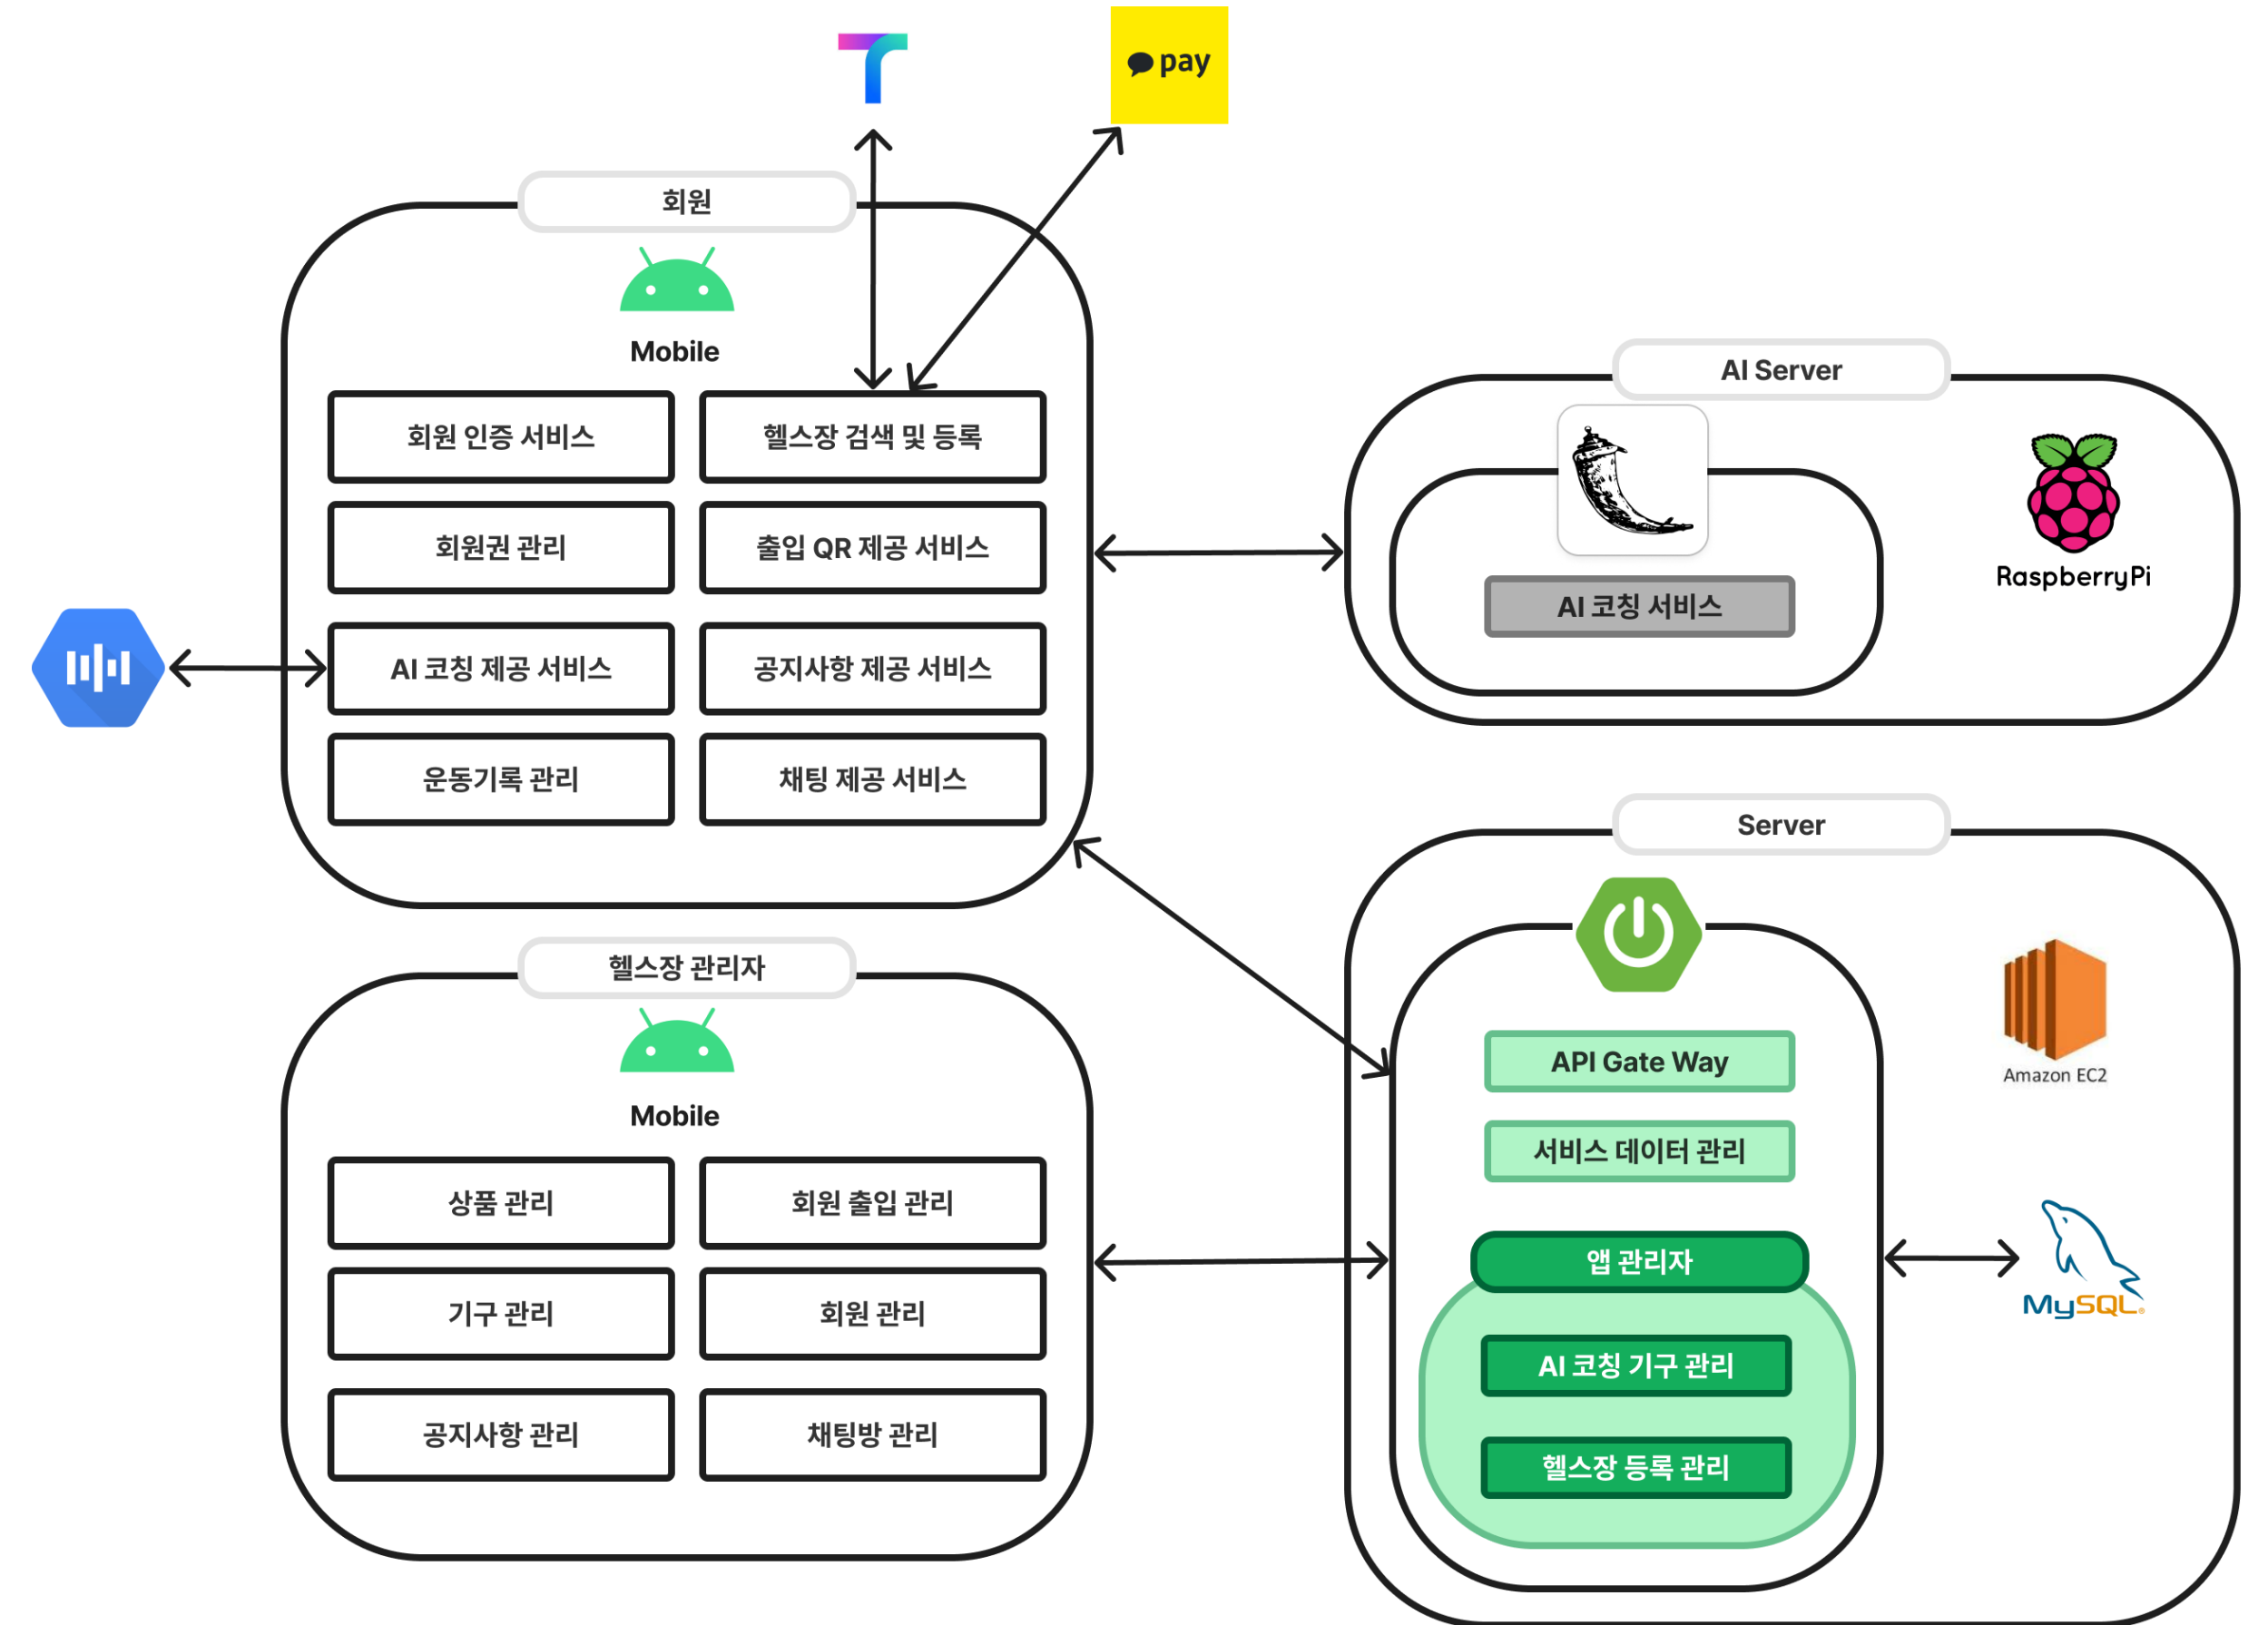 pay
회원
Mobile
회원 인증 서비스
헬스장 검색 및 등록
회원권 관리
출입 QR 제공 서비스
AI 코칭 제공 서비스
공지사항 제공 서비스
운동기록 관리
채팅 제공 서비스
AI Server
RaspberryPi
AI 코칭 서비스
헬스장 관리자
Mobile
상품 관리
회원 출입 관리
기구 관리
회원 관리
공지사항 관리
채팅방 관리
Server
API Gate Way
Amazon EC2
서비스 데이터 관리
앱 관리자
MySQL®
AI 코칭 기구 관리
헬스장 등록 관리